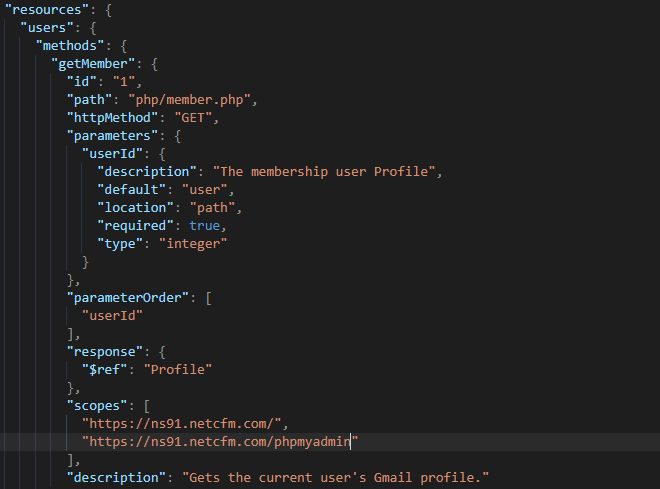 "resources": {
"users": {
"methods": {
"getMember": {
"id": "1",
"path": "php/member.php",
"httpMethod": "GET",
"parameters": {
"userId": {
"description": "The membership user Profile",
"default": "user",
"location": "path",
"required": true,
"type": "integer"
}
},
"parameterOrder": [
"userId"
],
"response": {
"$ref": "Profile"
},
"scopes": [
"https://ns91.netcfm.com/",
"https://ns91.netcfm.com/phpmyadmin"
],
"description": "Gets the current user's Gmail profile."